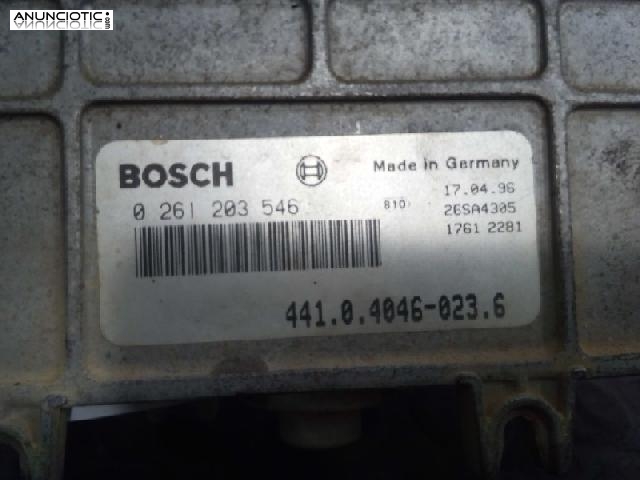 ANUNCIOTIC.es
BOSCH
Made in Germany
0 261 203 546
17.04.96
810
26SA4305
1761 2281
441.0.4046-023.6